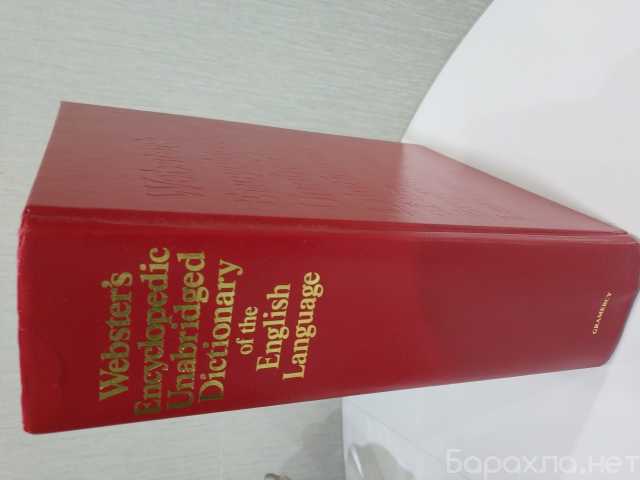 Webster's
Encyclopedic
Unabridged
Dictionary
of the
English
Language
GRAMERCY
Барахла.нет